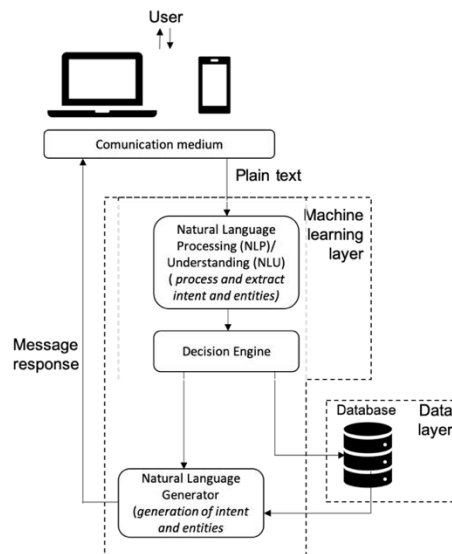 User
Comunication medium
Plain text
Natural Language
Processing (NLP)/
Understanding (NLU)
( process and extract
intent and entities)
Machine
learning
layer
Decision Engine
Message
response
Database
Data
layer
Natural Language
Generator
(generation of intent
and entities